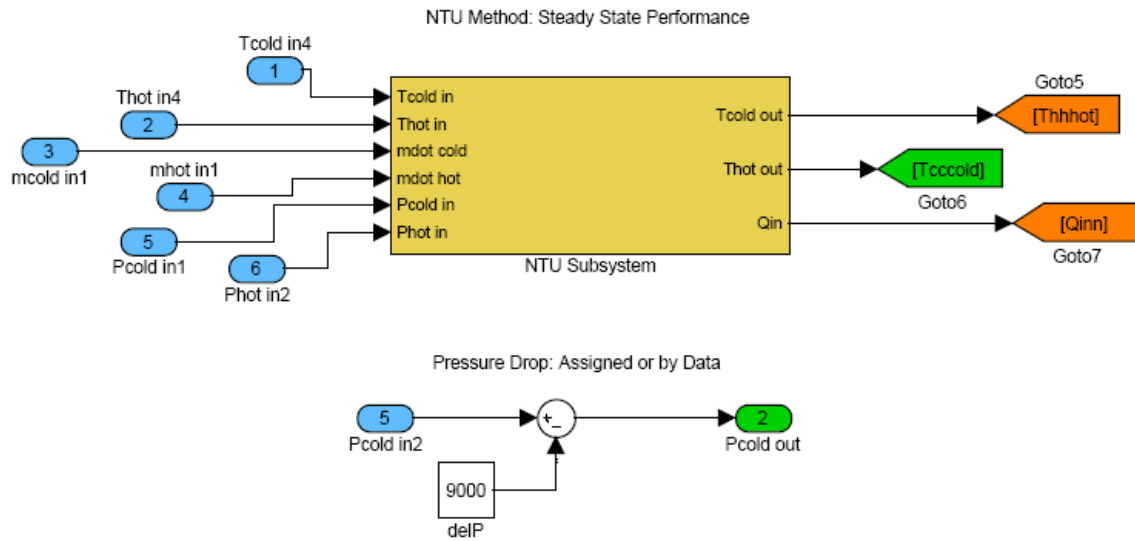 NTU Method: Steady State Performance
Tcold in4
1
Thot in4
2
3
mcold in1
mhot in1
4
5
Pcold in1
6
Phot in2
Tcold in
Thot in
mdot cold
mdot hot
Pcold in
Phot in
Tcold out
Thot out
Qin
NTU Subsystem
Goto5
[Thhhot]
[Tcccold]
Goto6
[Qinn]
Goto7
Pressure Drop: Assigned or by Data
5
Pcold in2
+_
2
Pcold out
9000
delP